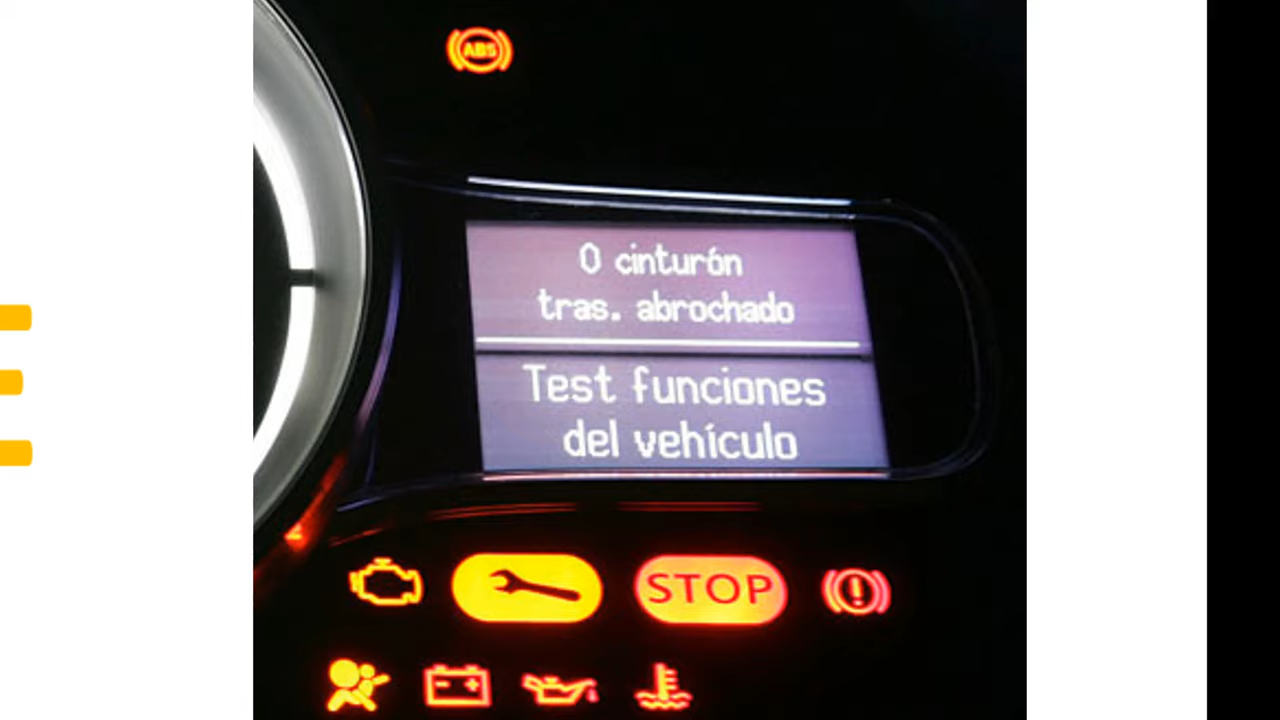 ABS
0 cinturón
tras. abrochado
Test funciones
del vehículo
STOP